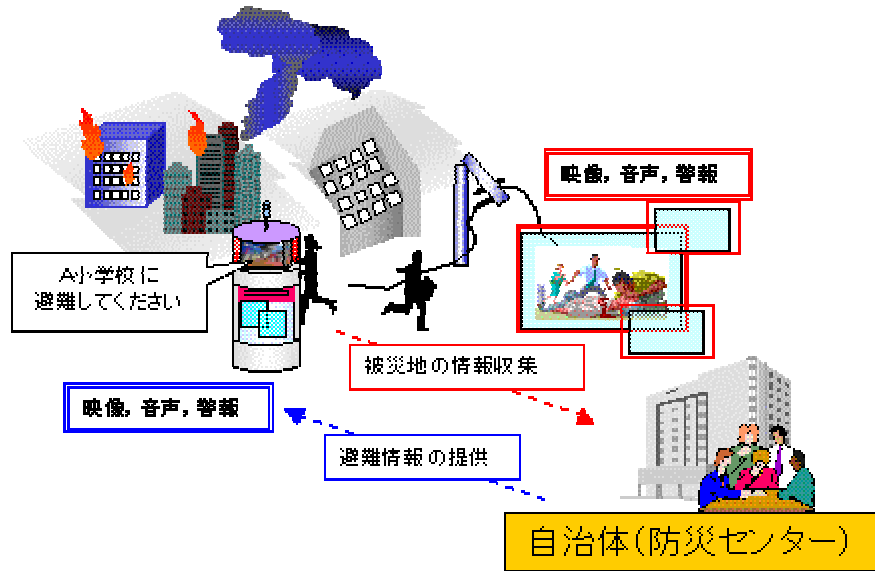 映像，音声，警報
A小学校に
避難してください
被災地の情報収集
映像，音声，警報
避難情報の提供
自治体(防災センター)